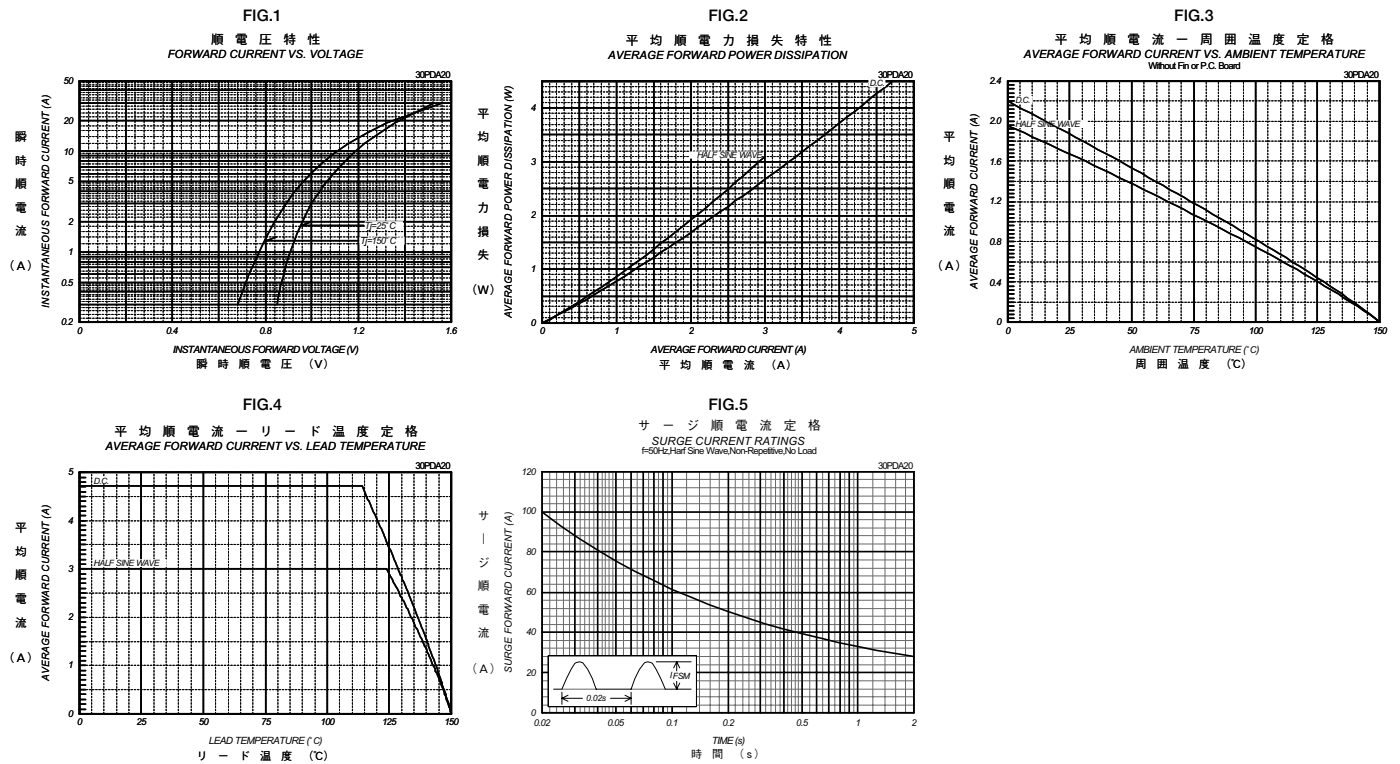 FIG.1
順電圧特性
FORWARD CURRENT VS. VOLTAGE
30PDA20
50
20
10
5
2
1
0.5
0.2
0
0.4
0.8
1.0
1.2
1.6
Tj=25°C
Tj=150°C
瞬時順電流 (A)
INSTANTANEOUS FORWARD CURRENT (A)
INSTANTANEOUS FORWARD VOLTAGE (V)
瞬時順電圧 (V)
FIG.2
平均順電力損失特性
AVERAGE FORWARD POWER DISSIPATION
30PDA20
D.C.
HALF SINE WAVE
4
3
2
1
0
0
1
2
3
4
5
平均順電力損失 (W)
AVERAGE FORWARD POWER DISSIPATION (W)
AVERAGE FORWARD CURRENT (A)
平均順電流 (A)
FIG.3
平均順電流ー周囲温度定格
AVERAGE FORWARD CURRENT VS. AMBIENT TEMPERATURE
Without Fin or P.C. Board
30PDA20
D.C.
HALF SINE WAVE
2.4
2.0
1.6
1.2
0.8
0.4
0
0
25
50
75
100
125
150
平均順電流 (A)
AVERAGE FORWARD CURRENT (A)
AMBIENT TEMPERATURE (°C)
周囲温度 (℃)
FIG.4
平均順電流ーリード温度定格
AVERAGE FORWARD CURRENT VS. LEAD TEMPERATURE
30PDA20
D.C.
HALF SINE WAVE
5
4
3
2
1
0
0
25
50
75
100
125
150
平均順電流 (A)
AVERAGE FORWARD CURRENT (A)
LEAD TEMPERATURE (°C)
リード温度 (℃)
FIG.5
サージ順電流定格
SURGE CURRENT RATINGS
f=50Hz,Harf Sine Wave,Non-Repetitive,No Load
30PDA20
120
100
80
60
40
20
0
0.02
0.05
0.1
0.2
0.5
1
2
IFSM
0.02s
サージ順電流 (A)
SURGE FORWARD CURRENT (A)
TIME (s)
時間 (s)